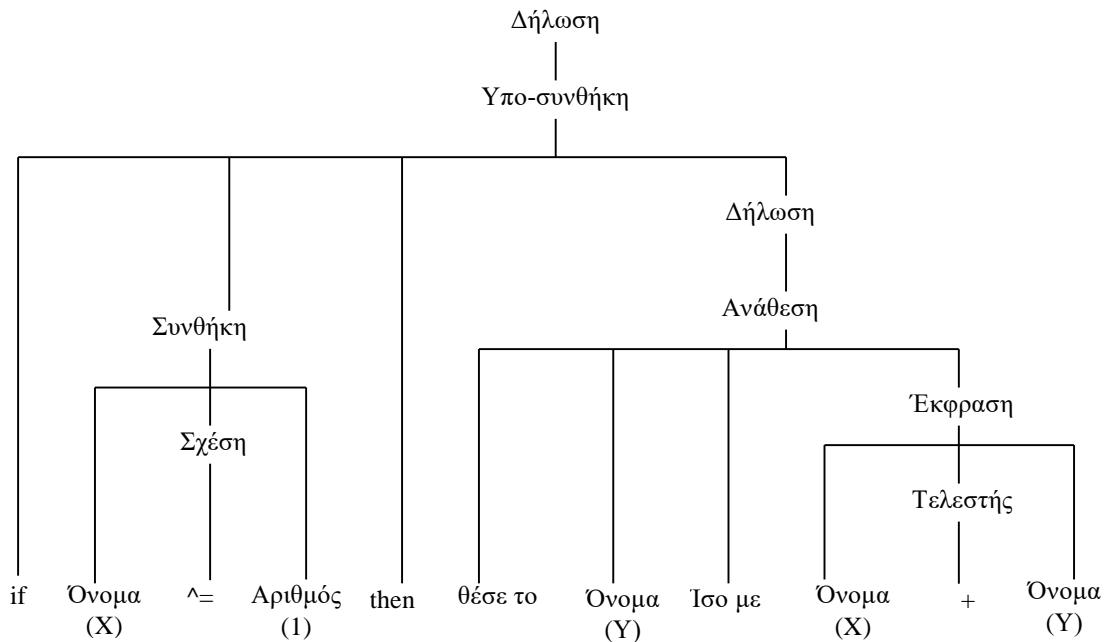 Δήλωση
Υπο-συνθήκη
Δήλωση
Ανάθεση
Συνθήκη
Έκφραση
Σχέση
Τελεστής
if Όνομα ^= Αριθμός then θέσε το Όνομα Ίσο με Όνομα + Όνομα
(X) (1) (Y) (X) (Y)